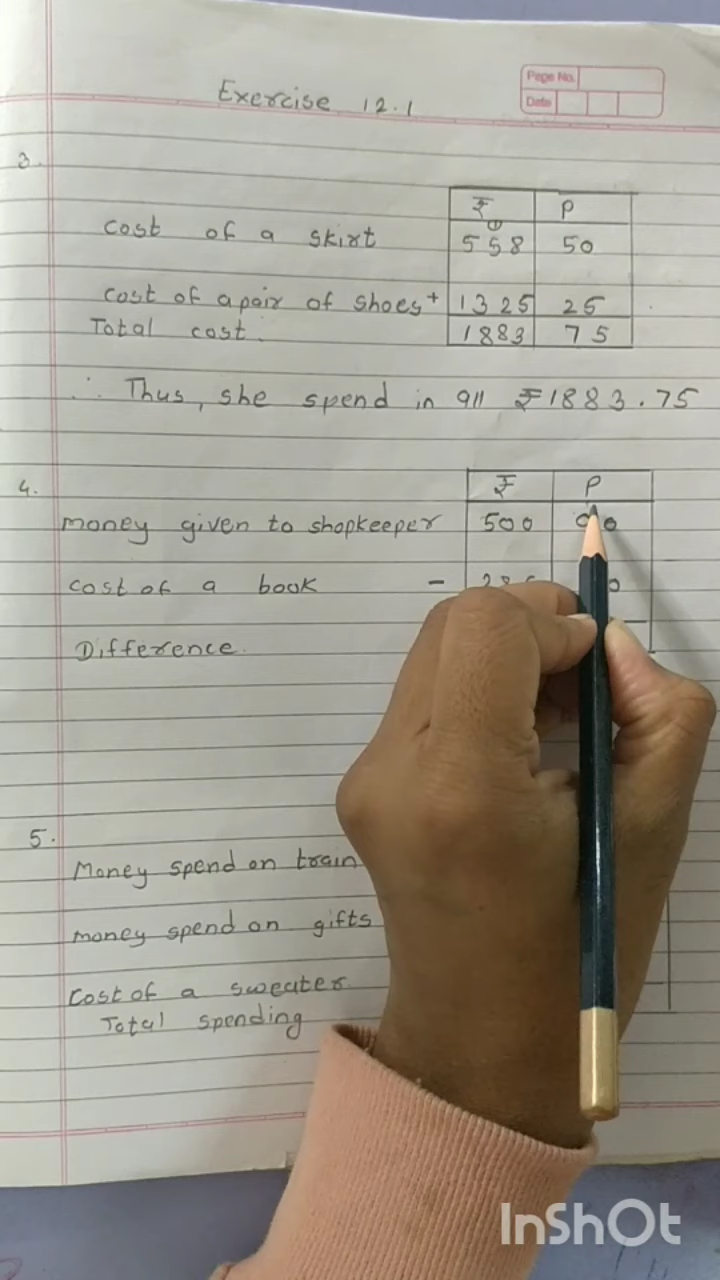 Page No.
Exercise 12.1
Date
3.
₹ P
Cost of a skirt 558 50
1
Cost of a pair of shoes + 1325 25
Total cost. 1883 75
∴ Thus, she spend in all ₹1883.75
4.
₹ P
money given to shopkeeper 500 00
cost of a book -
Difference.
5.
Money spend on train
money spend on gifts
Cost of a sweater.
Total spending
InShOt